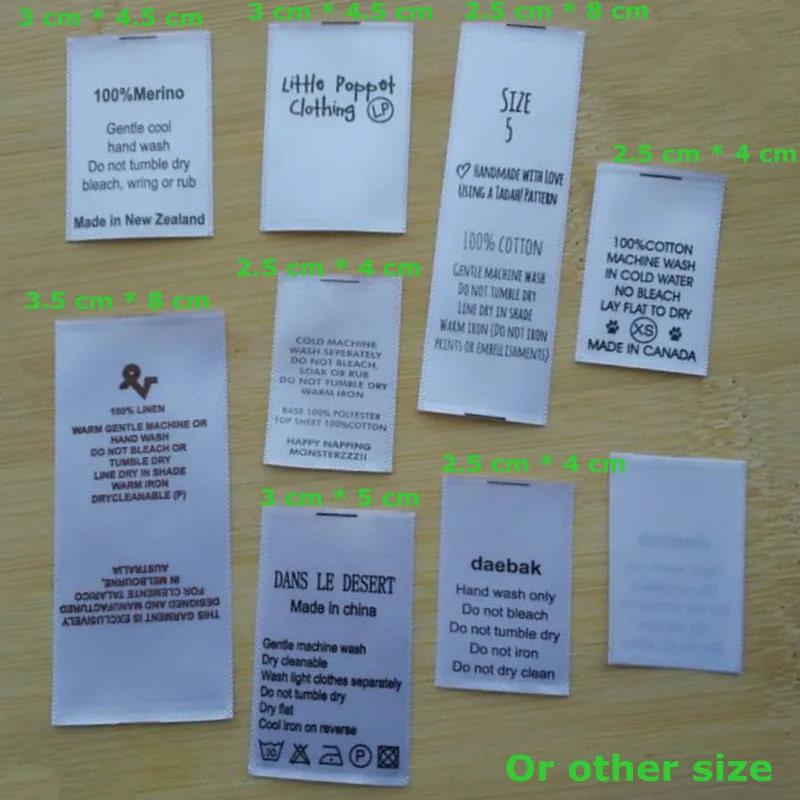 3 cm * 4.5 cm
100%Merino
Gentle cool
hand wash
Do not tumble dry
bleach, wring or rub
Made in New Zealand
3 cm * 4.5 cm
Little Poppet
Clothing LP
2.5 cm * 8 cm
SIZE
5
HANDMADE WITH LOVE
USING A TADAH! PATTERN
100% COTTON
GENTLE MACHINE WASH
DO NOT TUMBLE DRY
LINE DRY IN SHADE
WARM IRON (DO NOT IRON
PRINTS OR EMBELLISHMENTS)
2.5 cm * 4 cm
100%COTTON
MACHINE WASH
IN COLD WATER
NO BLEACH
LAY FLAT TO DRY
XS
MADE IN CANADA
3.5 cm * 8 cm
100% LINEN
WARM GENTLE MACHINE OR
HAND WASH
DO NOT BLEACH OR
TUMBLE DRY
LINE DRY IN SHADE
WARM IRON
DRYCLEANABLE (P)
THIS GARMENT IS EXCLUSIVELY
DESIGNED AND MANUFACTURED
FOR CLEMENTE TALARICO
IN MELBOURNE,
AUSTRALIA
2.5 cm * 4 cm
COLD MACHINE
WASH SEPERATELY
DO NOT BLEACH,
SOAK OR RUB
DO NOT TUMBLE DRY
WARM IRON
BASE 100% POLYESTER
TOP SHEET 100%COTTON
HAPPY NAPPING
MONSTERZZZ!!
3 cm * 5 cm
DANS LE DESERT
Made in china
Gentle machine wash
Dry cleanable
Wash light clothes separately
Do not tumble dry
Dry flat
Cool Iron on reverse
30 P
2.5 cm * 4 cm
daebak
Hand wash only
Do not bleach
Do not tumble dry
Do not iron
Do not dry clean
Or other size